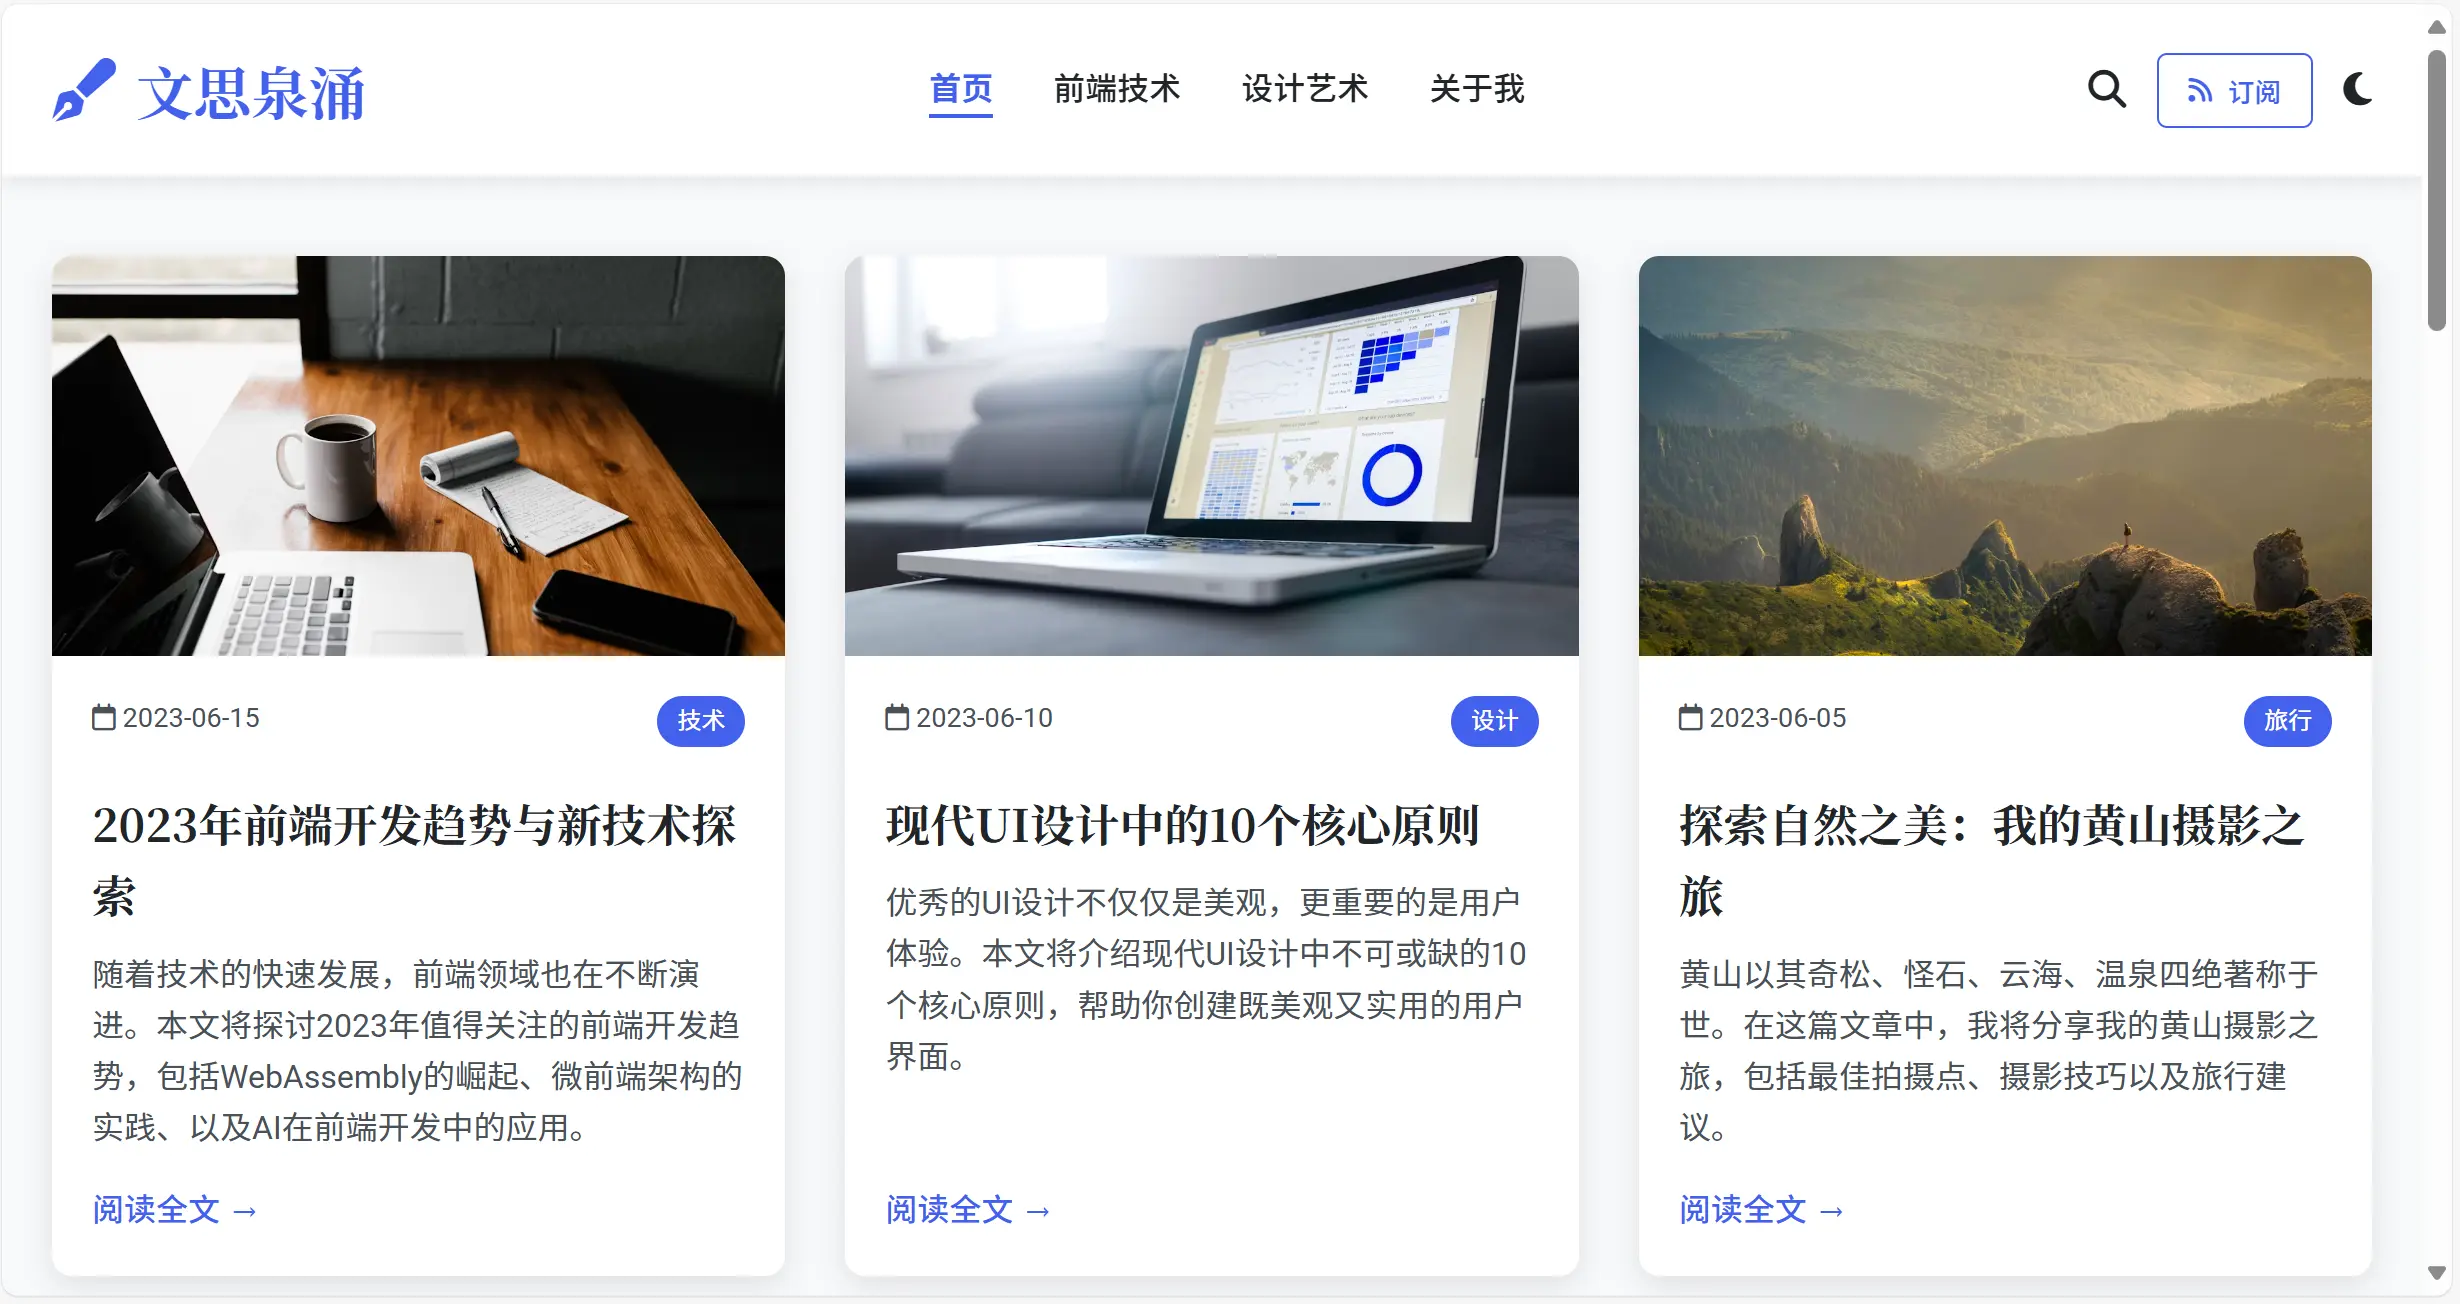 文思泉涌
首页 前端技术 设计艺术 关于我
订阅
2023-06-15 技术
2023年前端开发趋势与新技术探
索
随着技术的快速发展，前端领域也在不断演
进。本文将探讨2023年值得关注的前端开发趋
势，包括WebAssembly的崛起、微前端架构的
实践、以及AI在前端开发中的应用。
阅读全文 →
2023-06-10 设计
现代UI设计中的10个核心原则
优秀的UI设计不仅仅是美观，更重要的是用户
体验。本文将介绍现代UI设计中不可或缺的10
个核心原则，帮助你创建既美观又实用的用户
界面。
阅读全文 →
2023-06-05 旅行
探索自然之美：我的黄山摄影之
旅
黄山以其奇松、怪石、云海、温泉四绝著称于
世。在这篇文章中，我将分享我的黄山摄影之
旅，包括最佳拍摄点、摄影技巧以及旅行建
议。
阅读全文 →